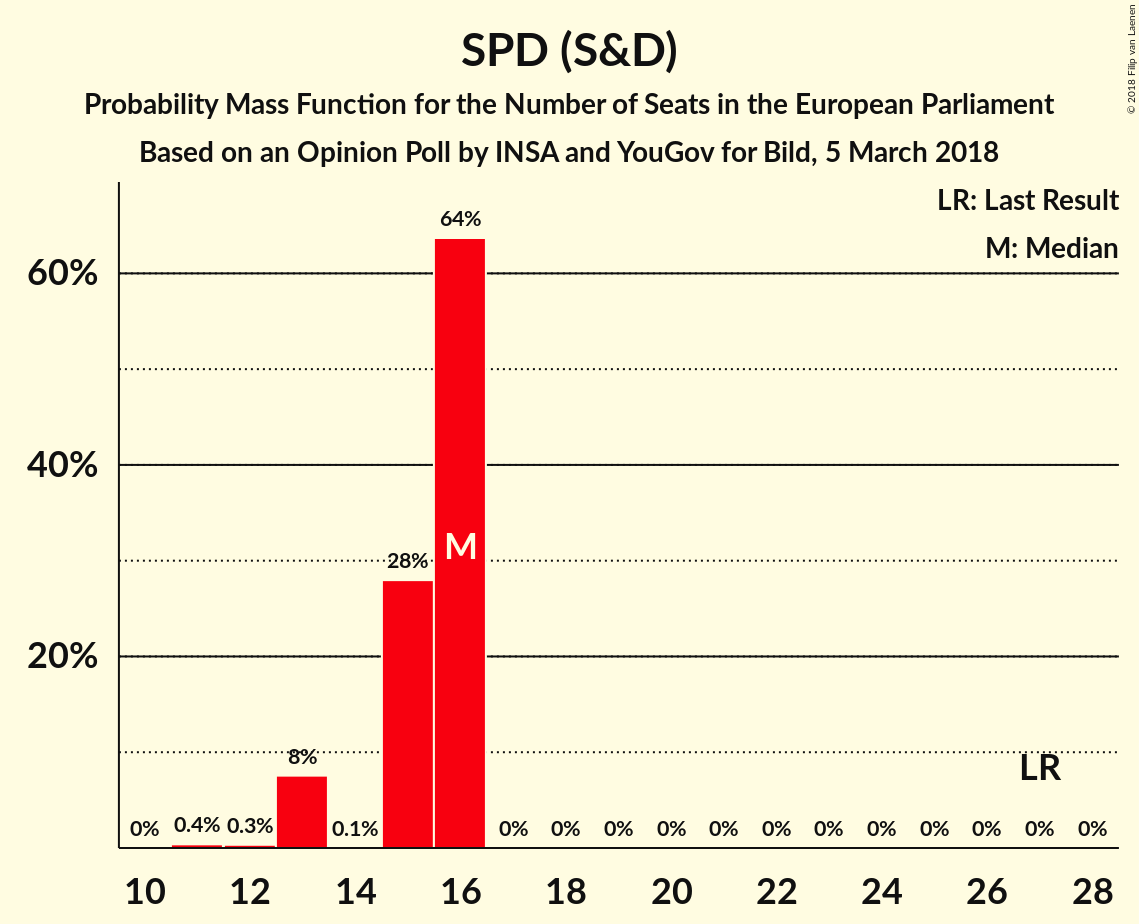 SPD (S&D)
Probability Mass Function for the Number of Seats in the European Parliament
Based on an Opinion Poll by INSA and YouGov for Bild, 5 March 2018
© 2018 Filip van Laenen
LR: Last Result
M: Median
60%
40%
20%
0%
0.4%
0.3%
8%
0.1%
28%
64%
M
0%
0%
0%
0%
0%
0%
0%
0%
0%
0%
0%
0%
LR
10 12 14 16 18 20 22 24 26 28